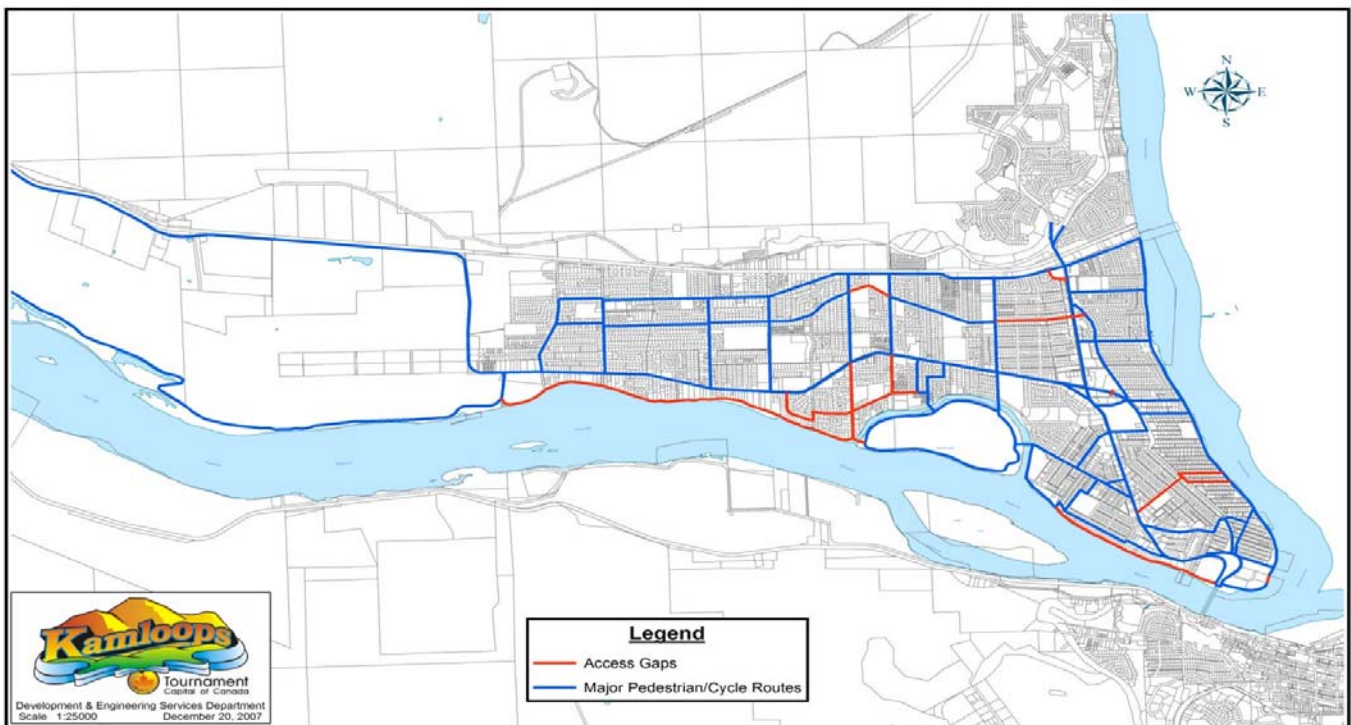 N
W E
S
Kamloops
Tournament
Capital of Canada
Development & Engineering Services Department
Scale 1:25000 December 20, 2007
Legend
Access Gaps
Major Pedestrian/Cycle Routes